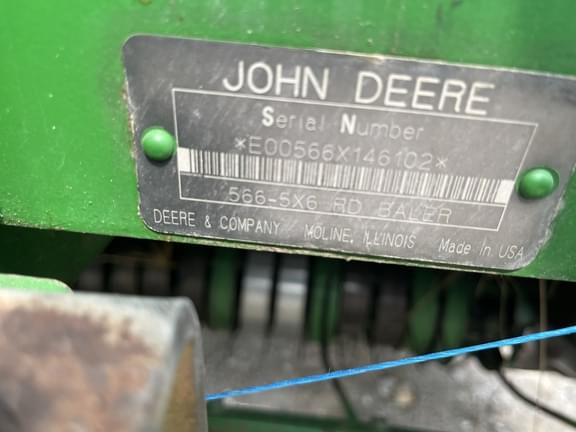 JOHN DEERE
Serial Number
*E00566X146102*
566-5X6 RD BALER
DEERE & COMPANY MOLINE, ILLINOIS Made in USA